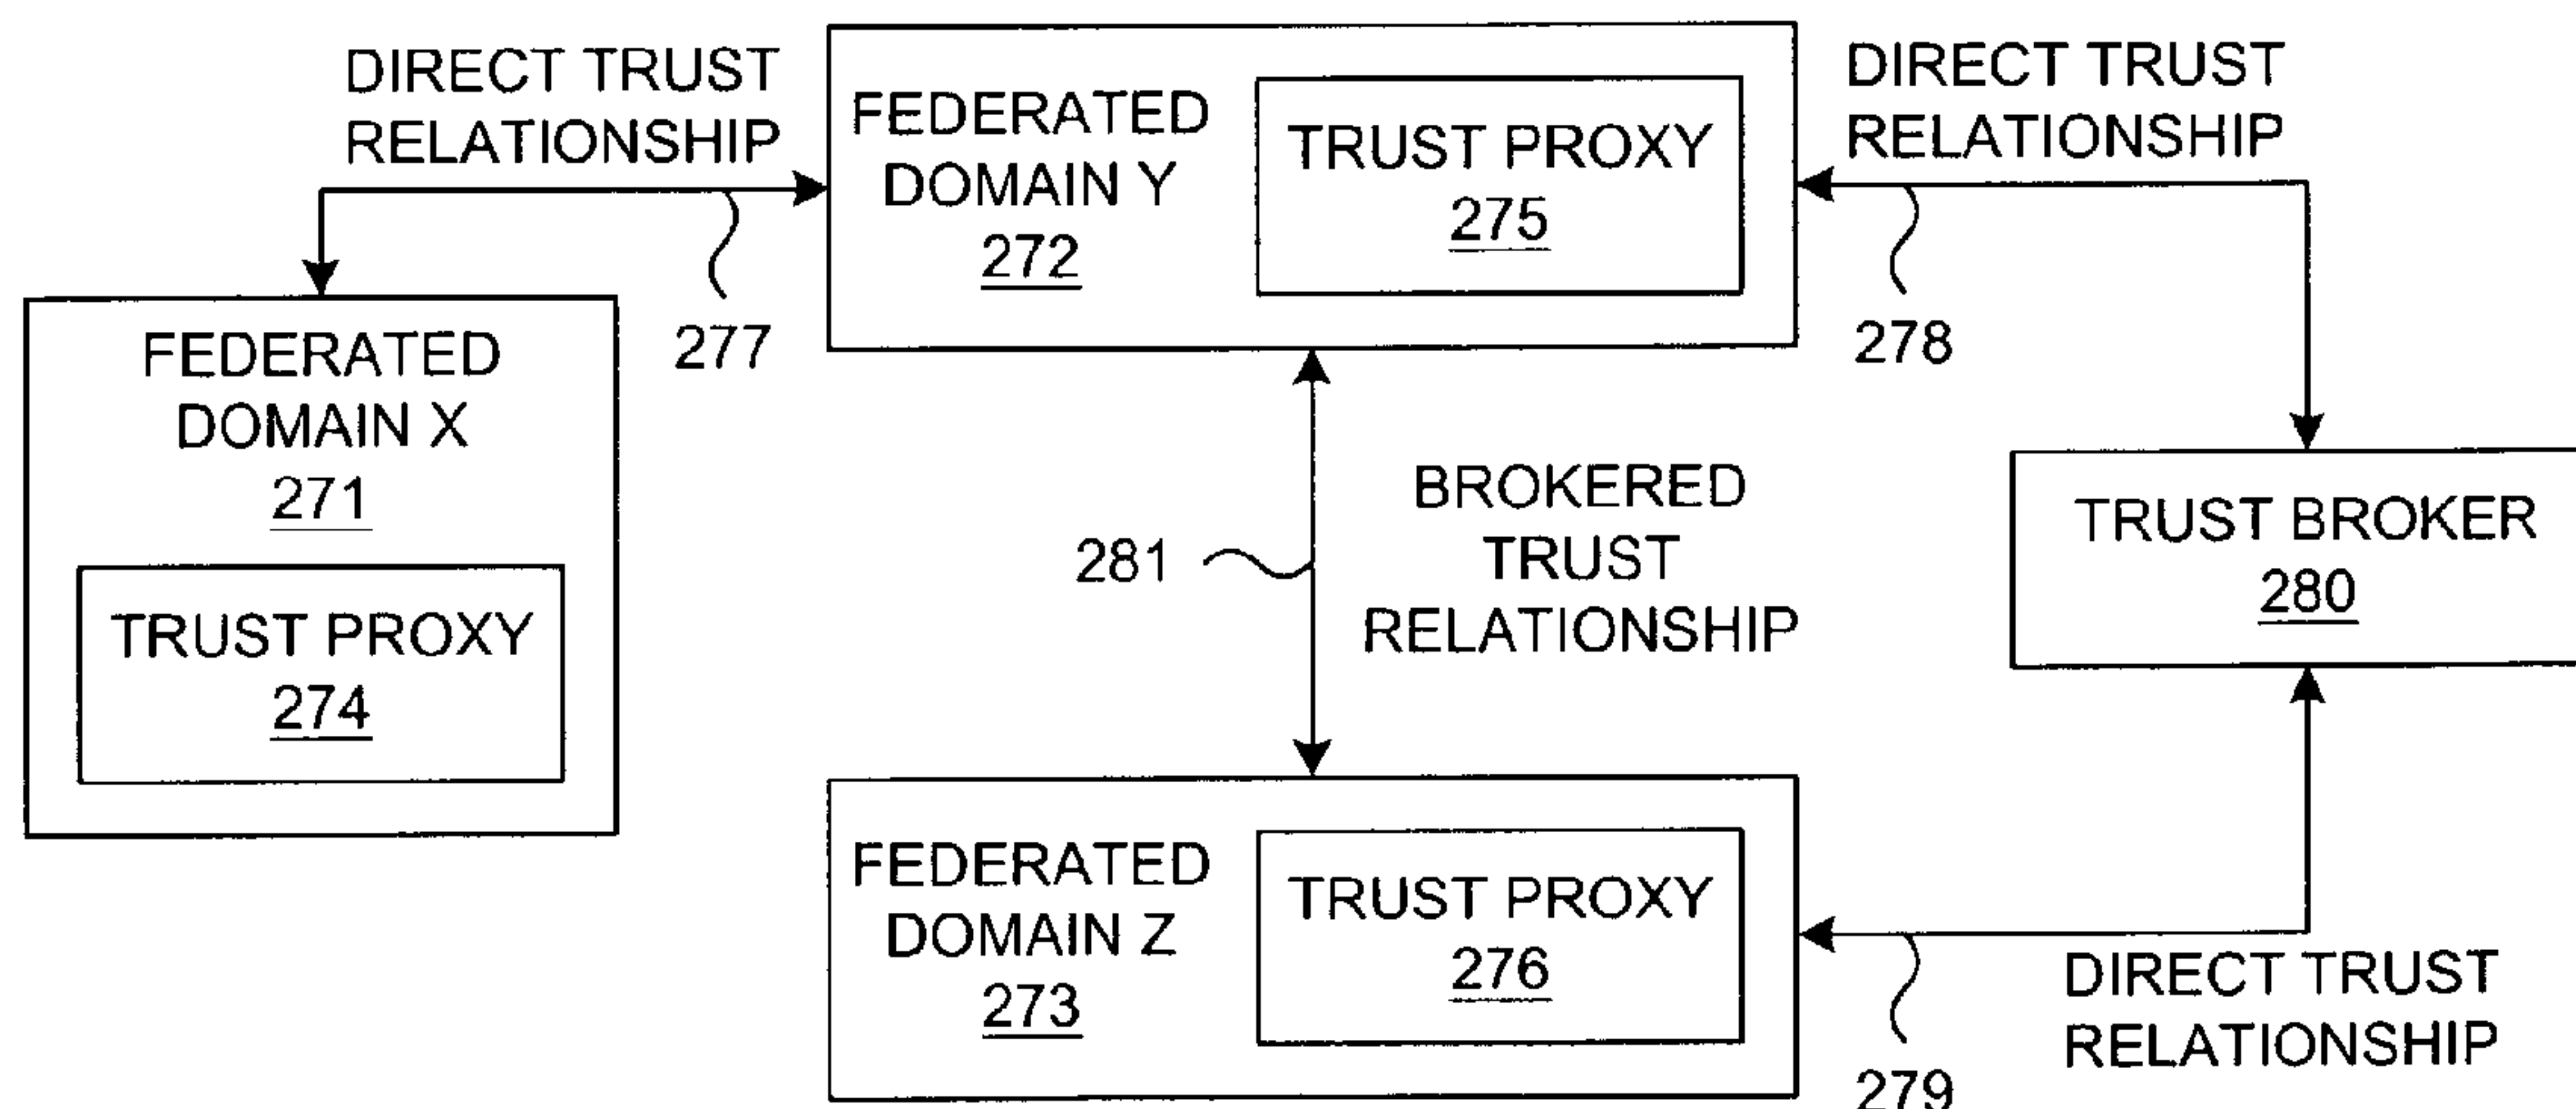 DIRECT TRUST
RELATIONSHIP
277
FEDERATED
DOMAIN X
271
TRUST PROXY
274
FEDERATED
DOMAIN Y
272
TRUST PROXY
275
DIRECT TRUST
RELATIONSHIP
278
281
BROKERED
TRUST
RELATIONSHIP
TRUST BROKER
280
FEDERATED
DOMAIN Z
273
TRUST PROXY
276
279
DIRECT TRUST
RELATIONSHIP